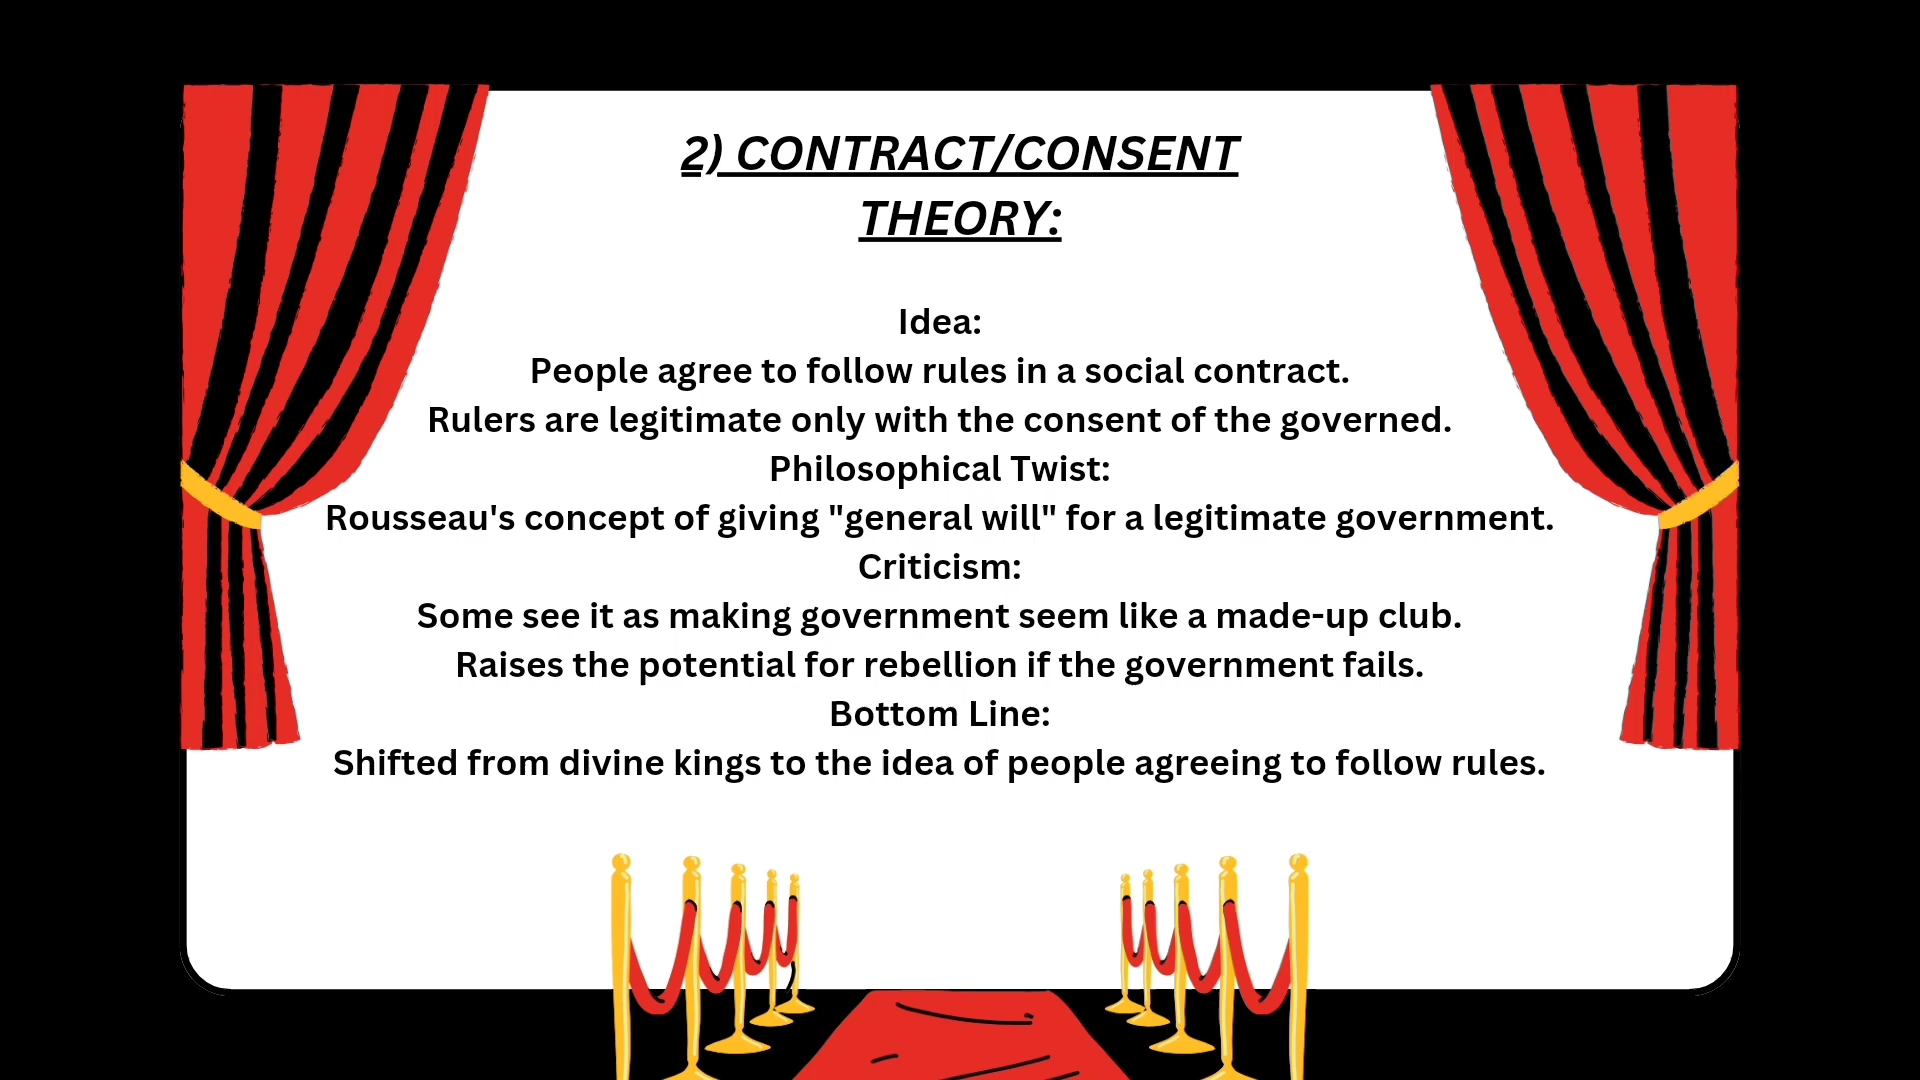 2) CONTRACT/CONSENT
THEORY:
Idea:
People agree to follow rules in a social contract.
Rulers are legitimate only with the consent of the governed.
Philosophical Twist:
Rousseau's concept of giving "general will" for a legitimate government.
Criticism:
Some see it as making government seem like a made-up club.
Raises the potential for rebellion if the government fails.
Bottom Line:
Shifted from divine kings to the idea of people agreeing to follow rules.